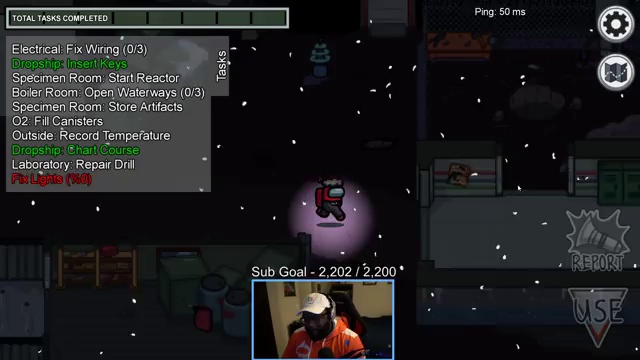 TOTAL TASKS COMPLETED
Ping: 50 ms
Tasks
Electrical: Fix Wiring (0/3)
Dropship: Insert Keys
Specimen Room: Start Reactor
Boiler Room: Open Waterways (0/3)
Specimen Room: Store Artifacts
O2: Fill Canisters
Outside: Record Temperature
Dropship: Chart Course
Laboratory: Repair Drill
Fix Lights (%0)
REPORT
Sub Goal - 2,202 / 2,200
USE